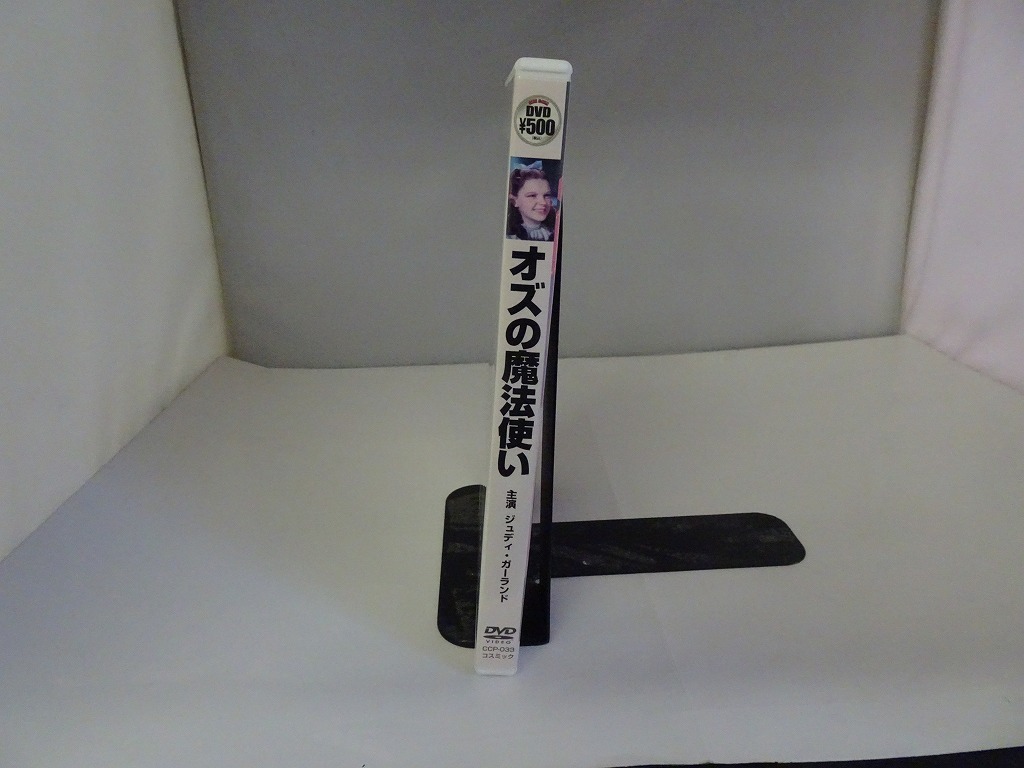 DVD
¥500
オズの魔法使い
主演 ジュディ・ガーランド
DVD
VIDEO
CCP-033
コスミック